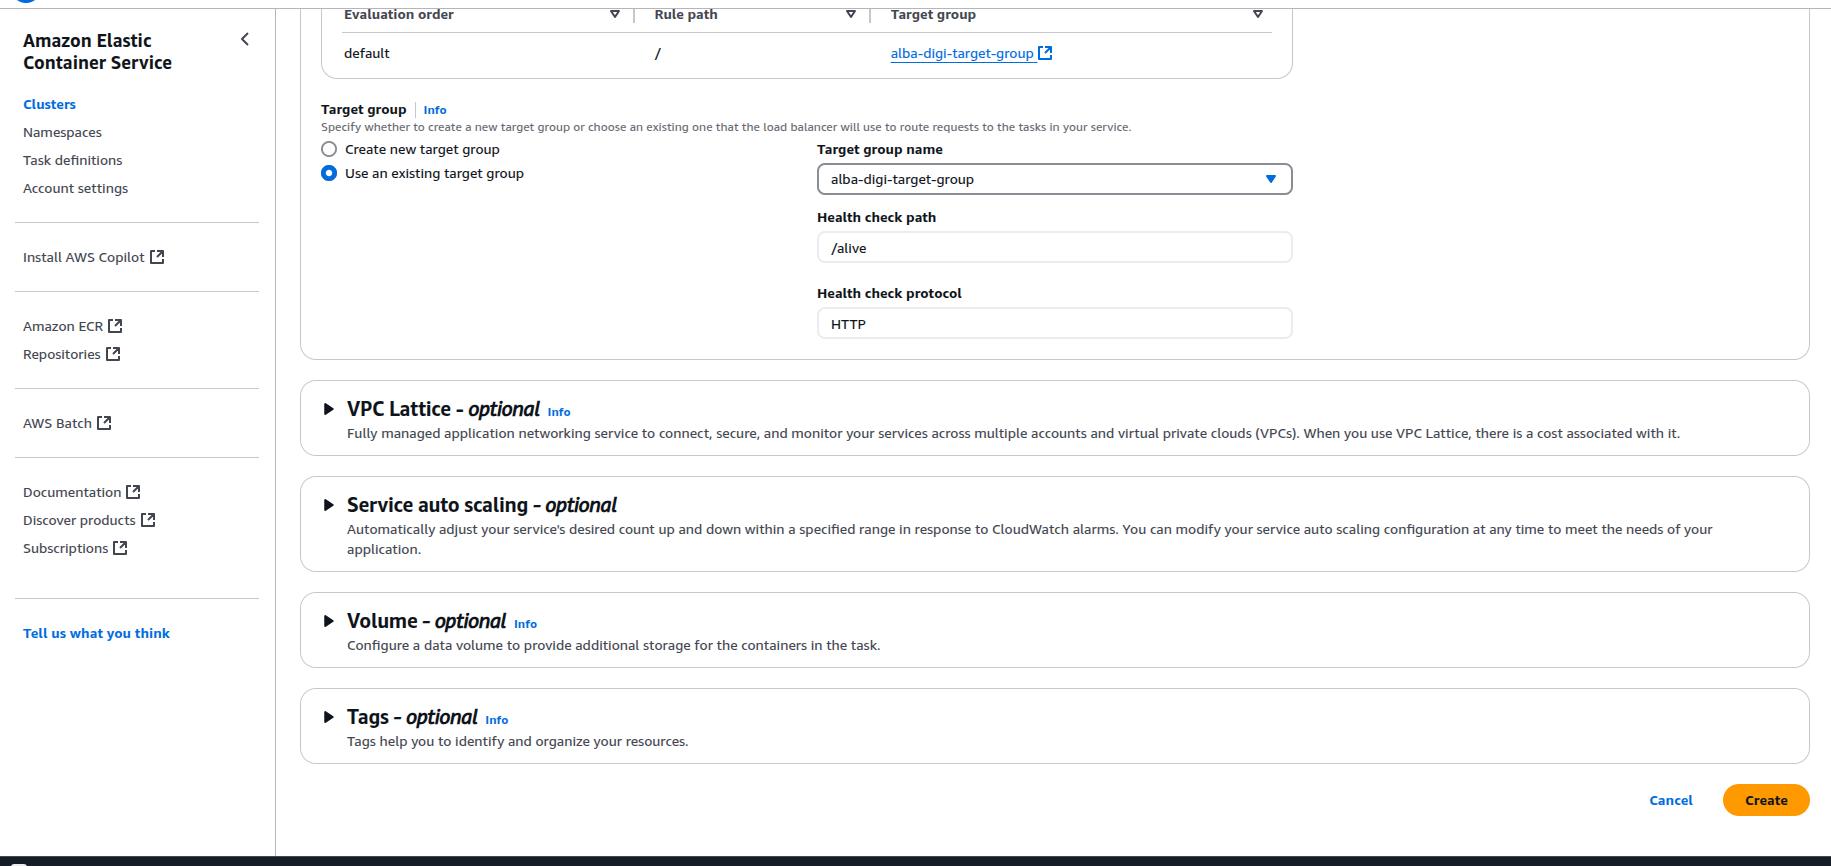 Amazon Elastic
Container Service
Clusters
Namespaces
Task definitions
Account settings
Install AWS Copilot
Amazon ECR
Repositories
AWS Batch
Documentation
Discover products
Subscriptions
Tell us what you think
Evaluation order Rule path Target group
default / alba-digi-target-group
Target group Info
Specify whether to create a new target group or choose an existing one that the load balancer will use to route requests to the tasks in your service.
Create new target group
Use an existing target group
Target group name
alba-digi-target-group
Health check path
/alive
Health check protocol
HTTP
VPC Lattice - optional Info
Fully managed application networking service to connect, secure, and monitor your services across multiple accounts and virtual private clouds (VPCs). When you use VPC Lattice, there is a cost associated with it.
Service auto scaling - optional
Automatically adjust your service's desired count up and down within a specified range in response to CloudWatch alarms. You can modify your service auto scaling configuration at any time to meet the needs of your
application.
Volume - optional Info
Configure a data volume to provide additional storage for the containers in the task.
Tags - optional Info
Tags help you to identify and organize your resources.
Cancel Create